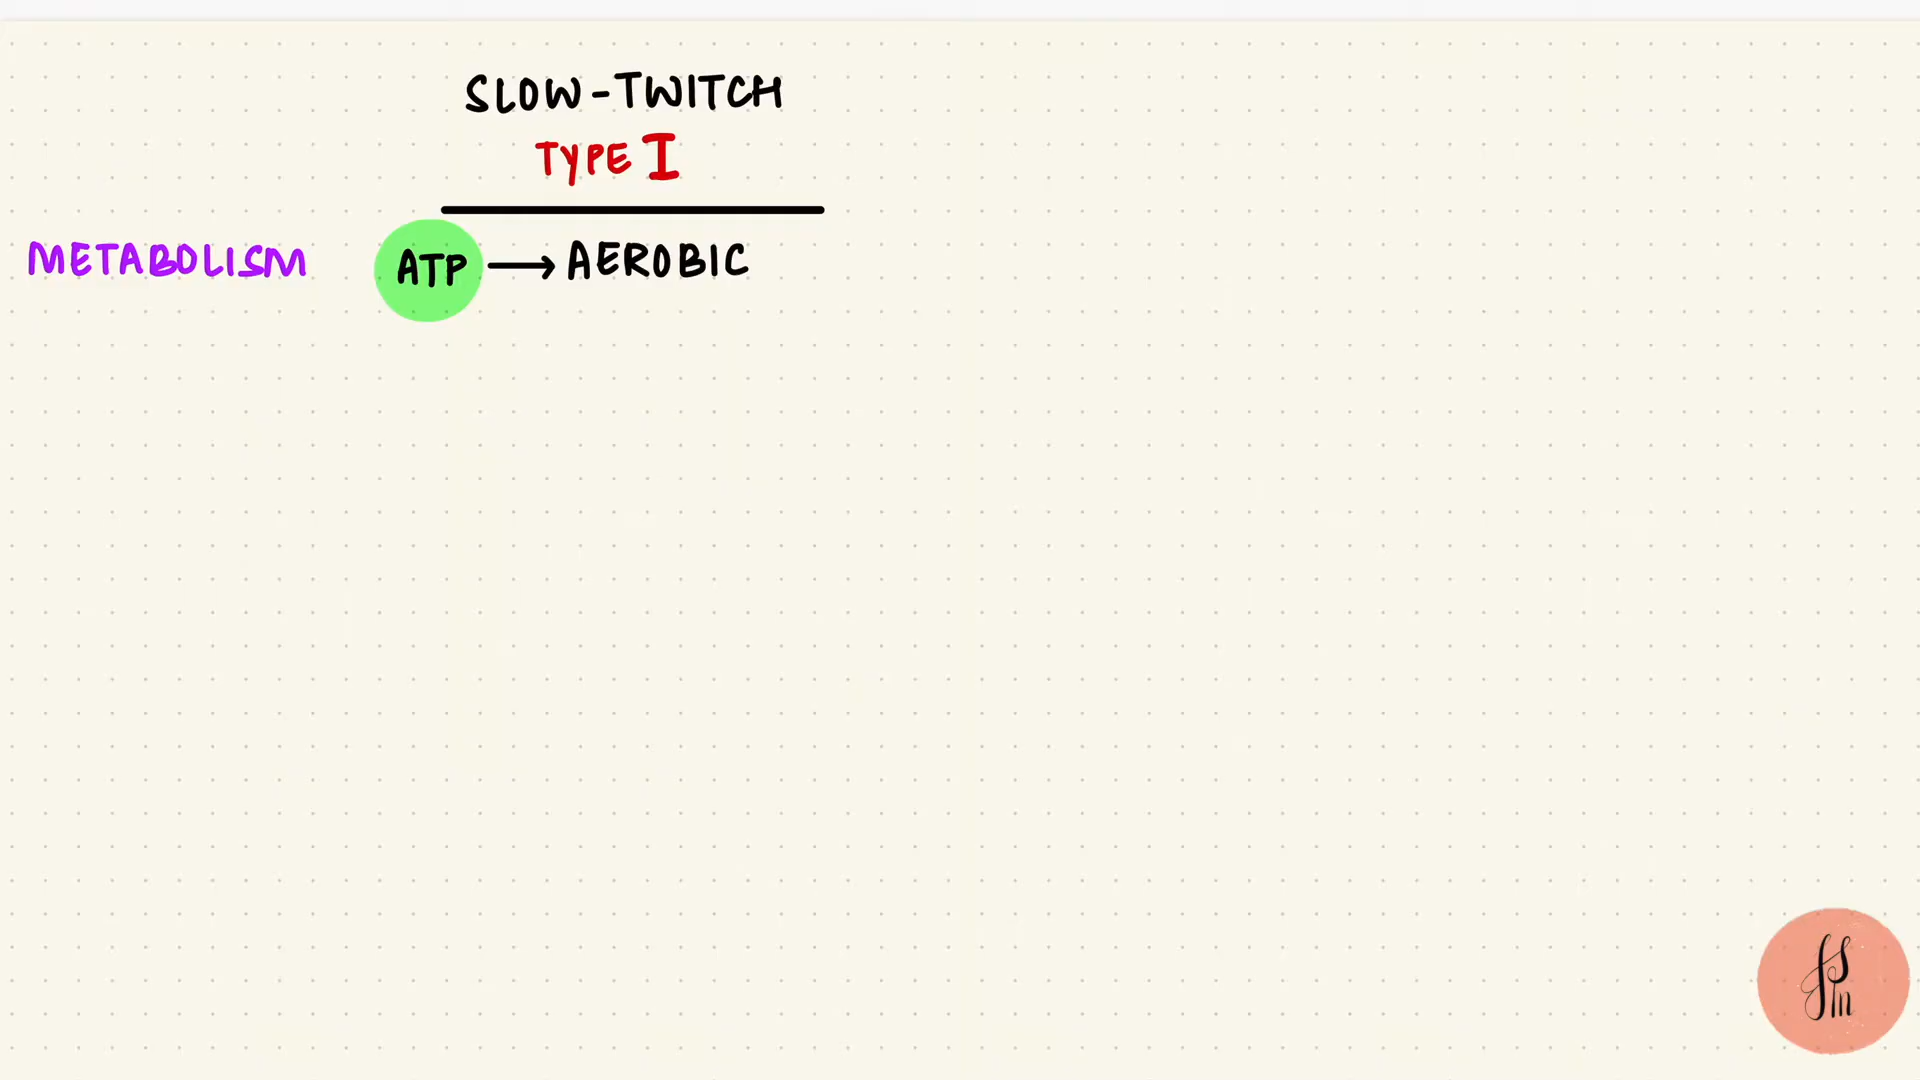 SLOW-TWITCH
TYPE I
METABOLISM ATP → AEROBIC